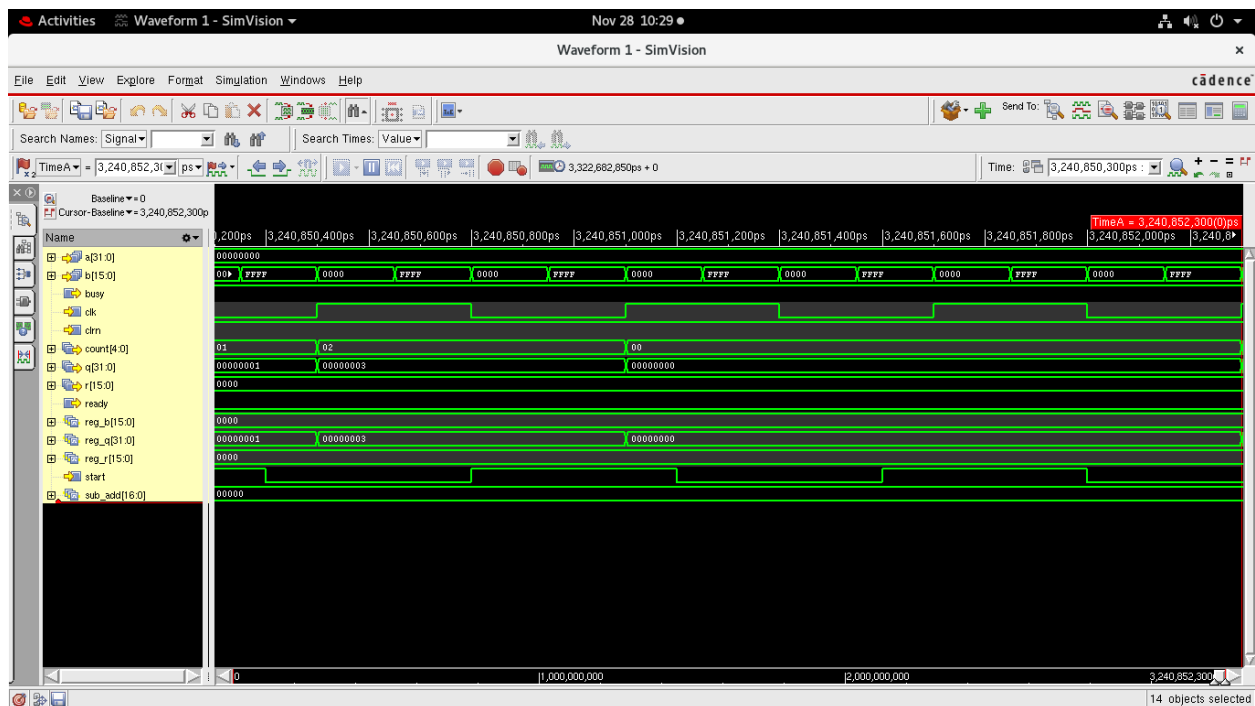 Activities Waveform 1 - SimVision Nov 28 10:29
Waveform 1 - SimVision ×
File Edit View Explore Format Simulation Windows Help cādence
Send To:
Search Names: Signal Search Times: Value
TimeA = 3,240,852,3( ps 3,322,682,850ps + 0 Time: 3,240,850,300ps :
Baseline = 0
Cursor-Baseline = 3,240,852,300p
TimeA = 3,240,852,300(0)ps
Name ,200ps 3,240,850,400ps 3,240,850,600ps 3,240,850,800ps 3,240,851,000ps 3,240,851,200ps 3,240,851,400ps 3,240,851,600ps 3,240,851,800ps 3,240,852,000ps 3,240,8
a[31:0] 00000000
b[15:0] 00 FFFF 0000 FFFF 0000 FFFF 0000 FFFF 0000 FFFF 0000 FFFF 0000 FFFF
busy
clk
clrn
count[4:0] 01 02 00
q[31:0] 00000001 00000003 00000000
r[15:0] 0000
ready
reg_b[15:0] 0000
reg_q[31:0] 00000001 00000003 00000000
reg_r[15:0] 0000
start
sub_add[16:0] 00000
0 1,000,000,000 2,000,000,000 3,240,852,300
14 objects selected